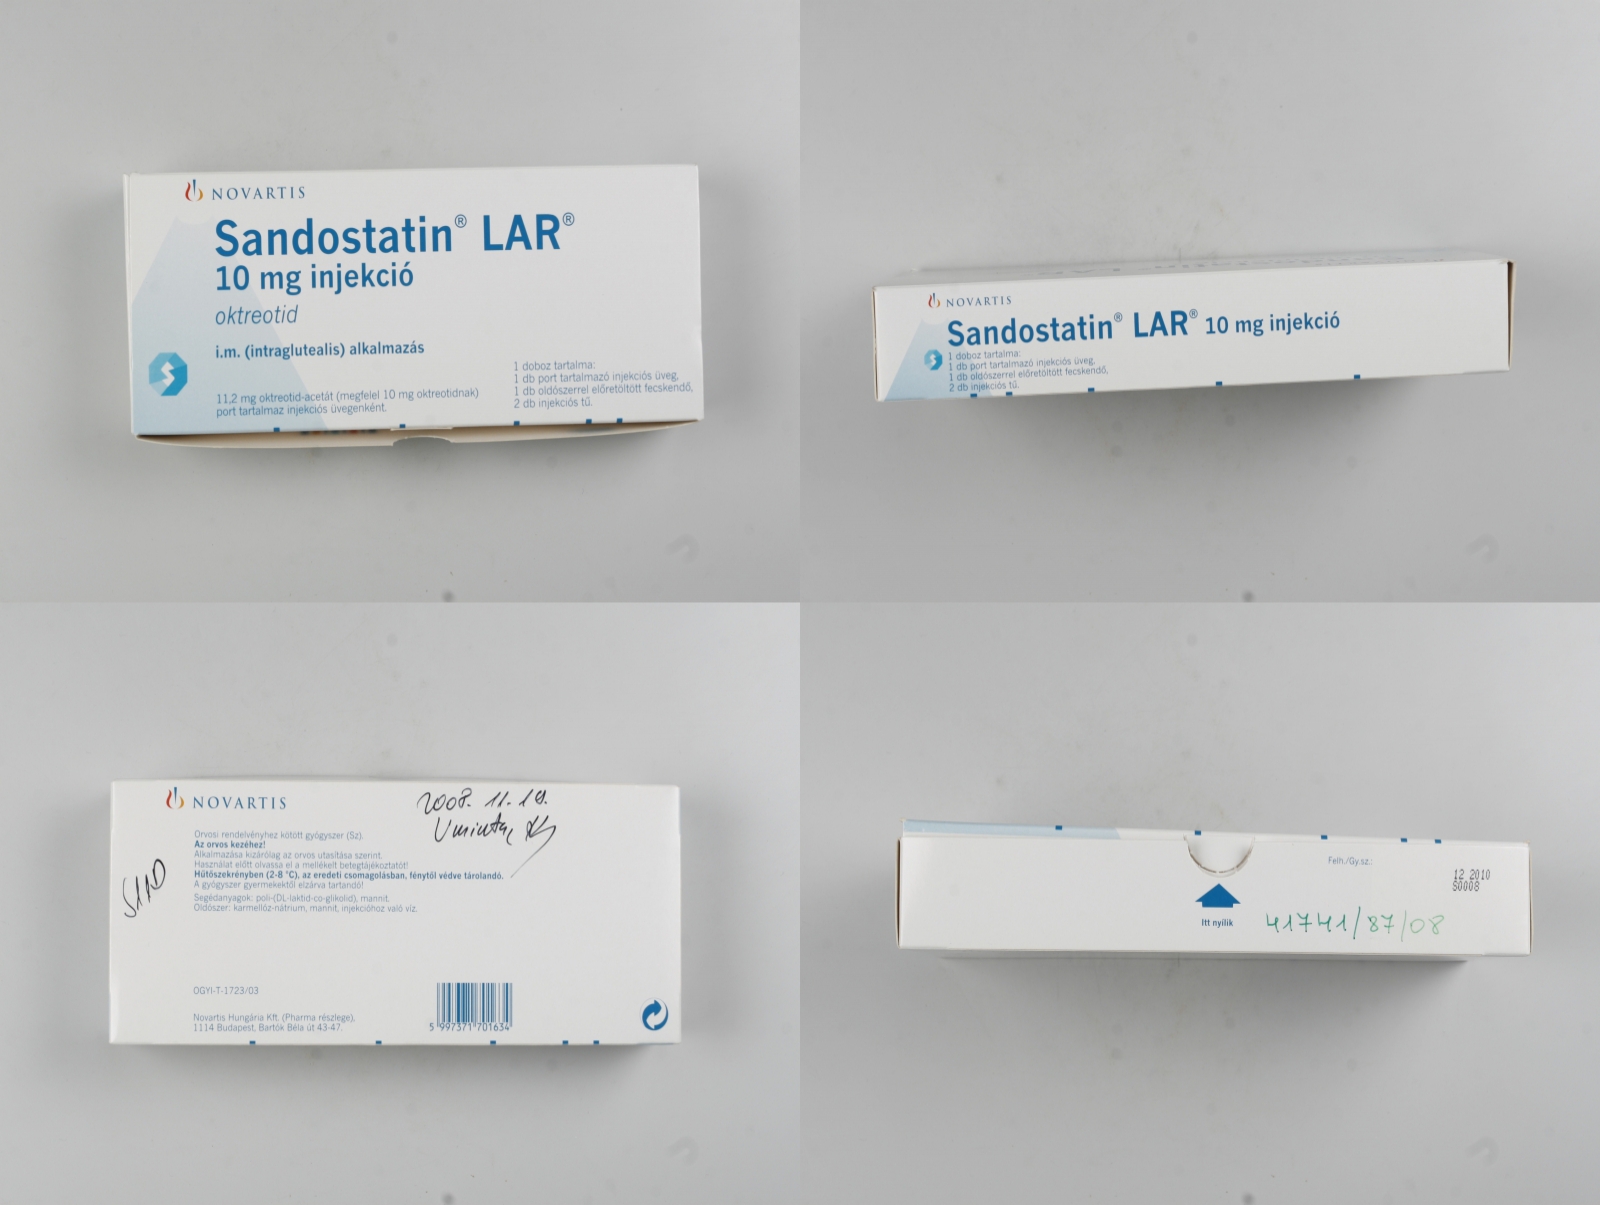 NOVARTIS
Sandostatin® LAR®
10 mg injekció
oktreotid
i.m. (intraglutealis) alkalmazás
11,2 mg oktreotid-acetát (megfelel 10 mg oktreotidnak)
port tartalmaz injekciós üvegenként.
1 doboz tartalma:
1 db port tartalmazó injekciós üveg,
1 db oldószerrel előretöltött fecskendő,
2 db injekciós tű.
NOVARTIS
Sandostatin® LAR® 10 mg injekció
1 doboz tartalma:
1 db port tartalmazó injekciós üveg,
1 db oldószerrel előretöltött fecskendő,
2 db injekciós tű.
NOVARTIS
2008. 11. 19.
Orvosi rendelvényhez kötött gyógyszer (Sz).
Az orvos kezéhez!
Alkalmazása kizárólag az orvos utasítása szerint.
Használat előtt olvassa el a mellékelt betegtájékoztatót!
Hűtőszekrényben (2-8 °C), az eredeti csomagolásban, fénytől védve tárolandó.
A gyógyszer gyermekektől elzárva tartandó!
Segédanyagok: poli-(DL-laktid-co-glikolid), mannit.
Oldószer: karmellóz-nátrium, mannit, injekcióhoz való víz.
OGYI-T-1723/03
Novartis Hungária Kft. (Pharma részlege),
1114 Budapest, Bartók Béla út 43-47.
5 997371 701634
Felh./Gy.sz.:
12 2010
S0008
Itt nyílik
41741/87/08